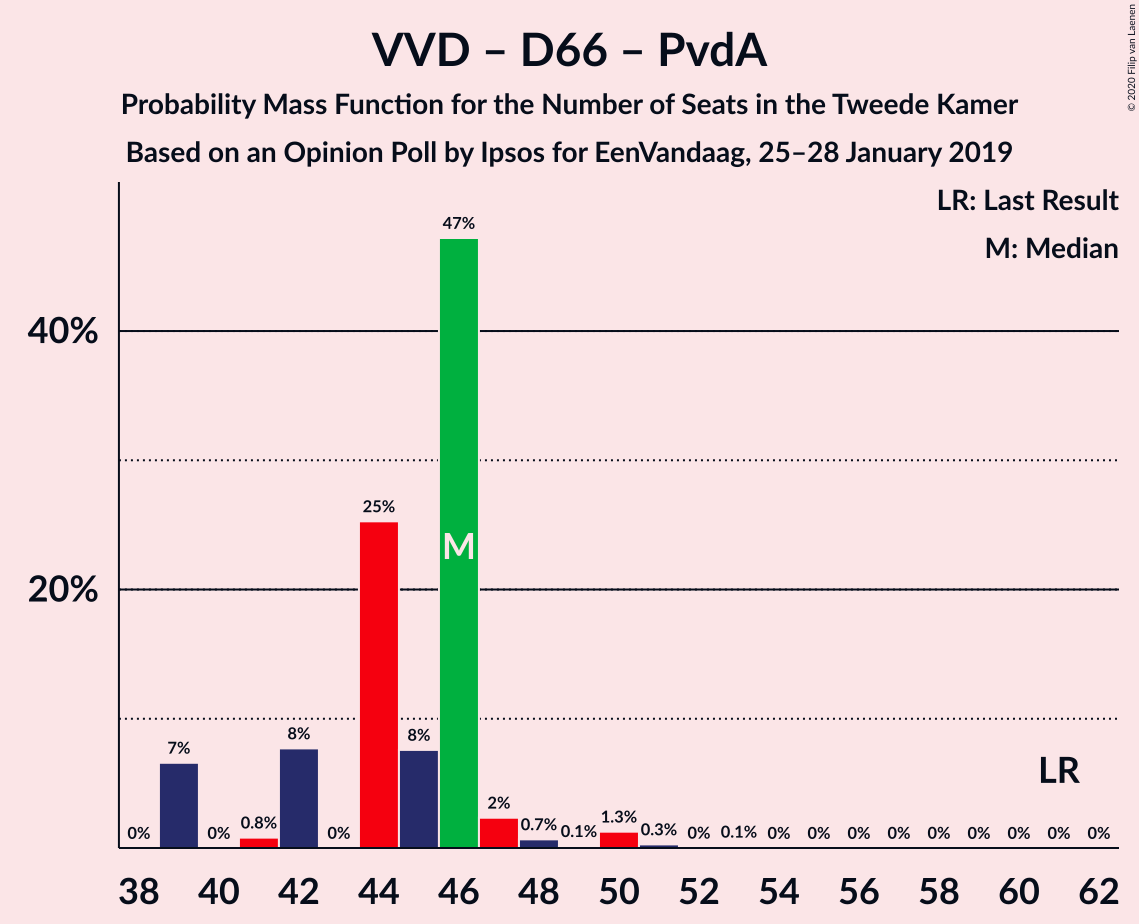 © 2020 Filip van Laenen
VVD – D66 – PvdA
Probability Mass Function for the Number of Seats in the Tweede Kamer
Based on an Opinion Poll by Ipsos for EenVandaag, 25–28 January 2019
LR: Last Result
M: Median
40%
20%
0% 7% 0% 0.8% 8% 0% 25% 8% 47% 2% 0.7% 0.1% 1.3% 0.3% 0% 0.1% 0% 0% 0% 0% 0% 0% 0% 0% 0%
M
LR
38 40 42 44 46 48 50 52 54 56 58 60 62